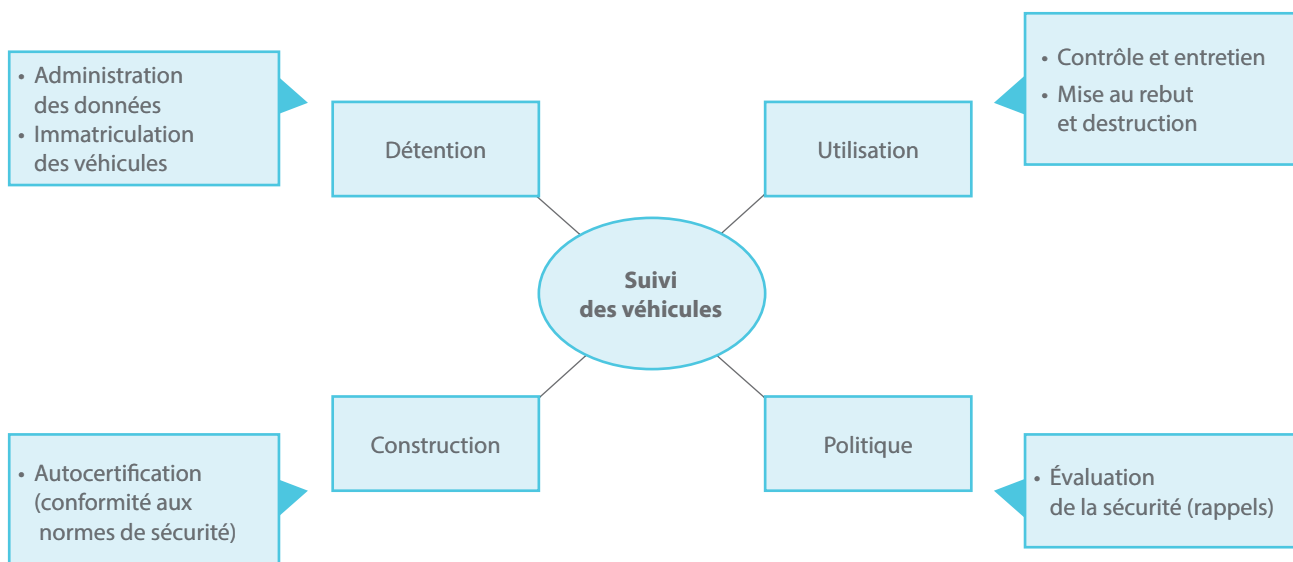 • Administration
des données
• Immatriculation
des véhicules
Détention
Utilisation
• Contrôle et entretien
• Mise au rebut
et destruction
Suivi
des véhicules
Construction
Politique
• Autocertification
(conformité aux
normes de sécurité)
• Évaluation
de la sécurité (rappels)